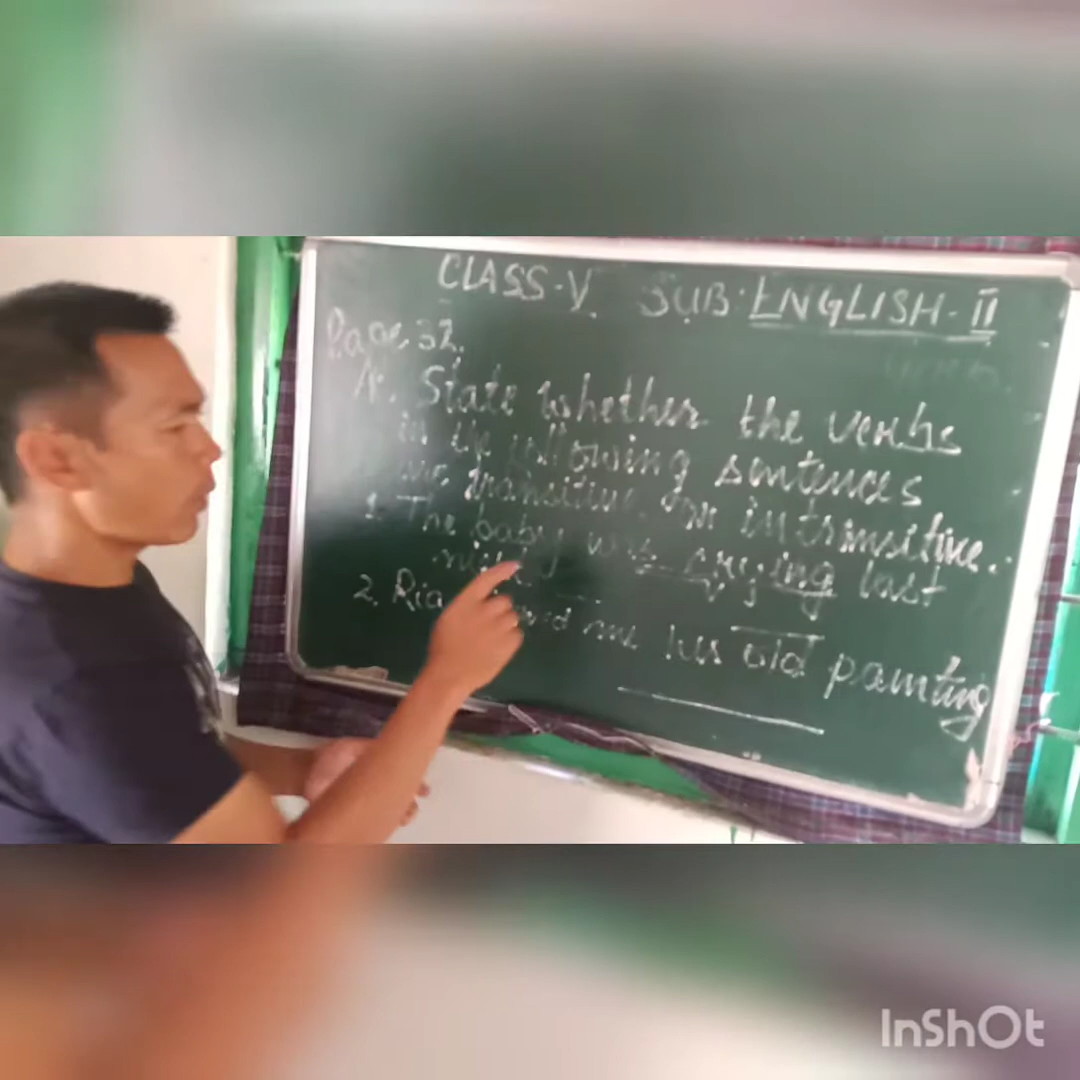 CLASS-V. SUB: ENGLISH-II
Page 32.
A. State whether the verbs
in the following sentences
are transitive or intransitive.
1. The baby was crying last
2. Ria me her old painting
InShOt